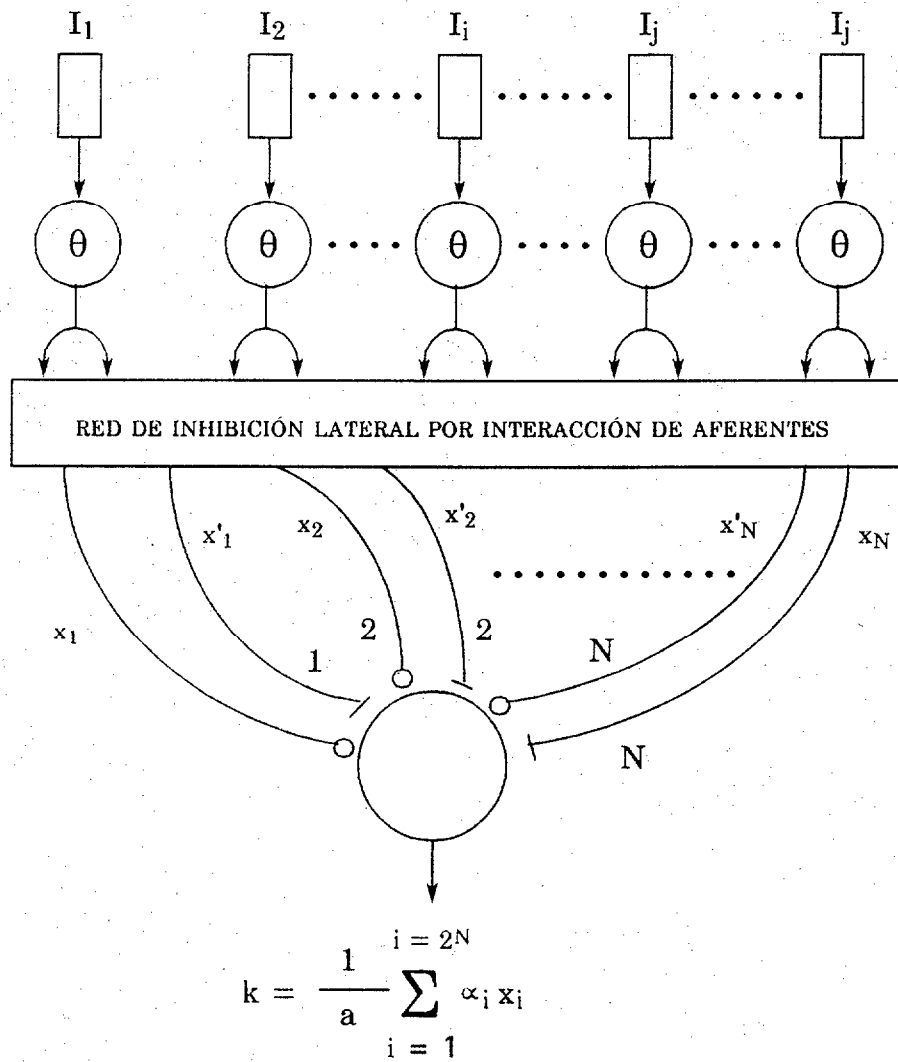 I₁ I₂ Iᵢ Iⱼ Iⱼ
θ θ θ θ θ
RED DE INHIBICIÓN LATERAL POR INTERACCIÓN DE AFERENTES
x₁ x'₁ x₂ x'₂ x'N xN
1 2 2 N N
i = 2ᴺ
k = 1/a ∑ αᵢ xᵢ
i = 1